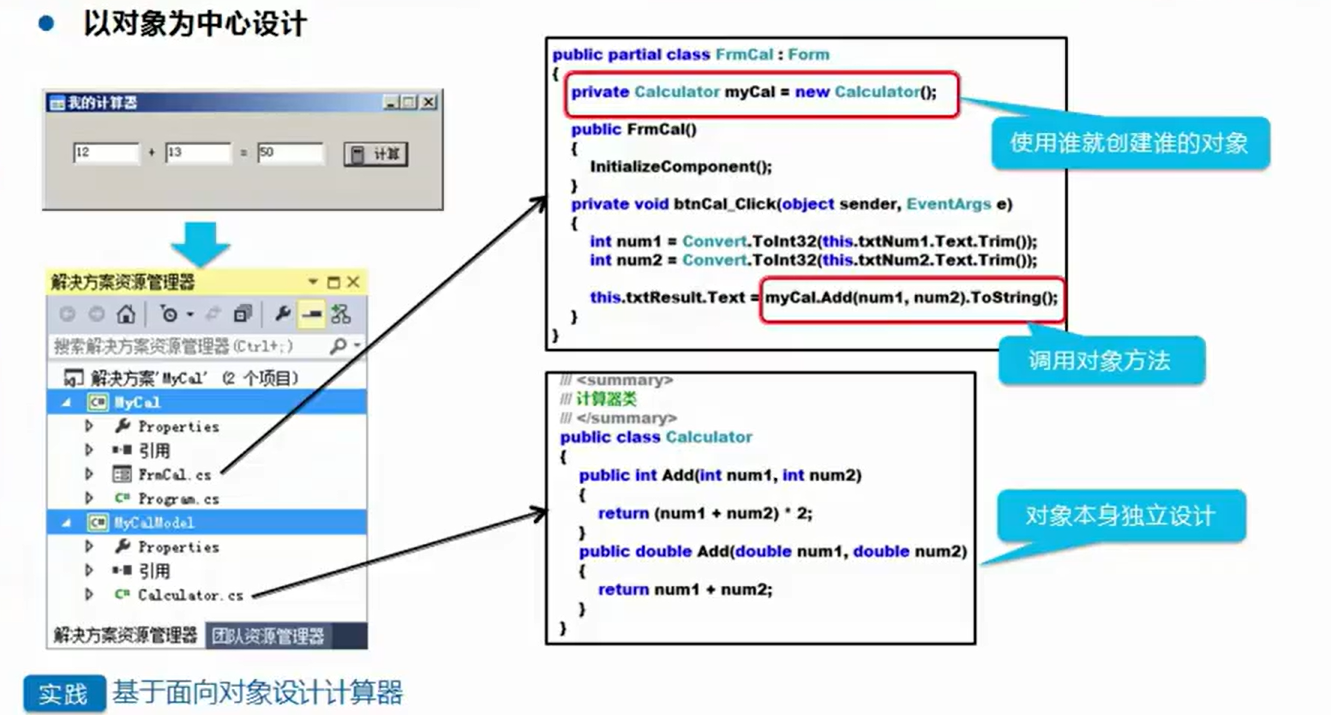 以对象为中心设计
我的计算器
12 + 13 = 50 计算
解决方案资源管理器
搜索解决方案资源管理器(Ctrl+;)
解决方案'MyCal' (2 个项目)
MyCal
Properties
引用
FrmCal.cs
Program.cs
MyCalModel
Properties
引用
Calculator.cs
解决方案资源管理器 团队资源管理器
public partial class FrmCal : Form
{
private Calculator myCal = new Calculator();
public FrmCal()
{
InitializeComponent();
}
private void btnCal_Click(object sender, EventArgs e)
{
int num1 = Convert.ToInt32(this.txtNum1.Text.Trim());
int num2 = Convert.ToInt32(this.txtNum2.Text.Trim());
this.txtResult.Text = myCal.Add(num1, num2).ToString();
}
}
使用谁就创建谁的对象
调用对象方法
/// <summary>
/// 计算器类
/// </summary>
public class Calculator
{
public int Add(int num1, int num2)
{
return (num1 + num2) * 2;
}
public double Add(double num1, double num2)
{
return num1 + num2;
}
}
对象本身独立设计
实践 基于面向对象设计计算器